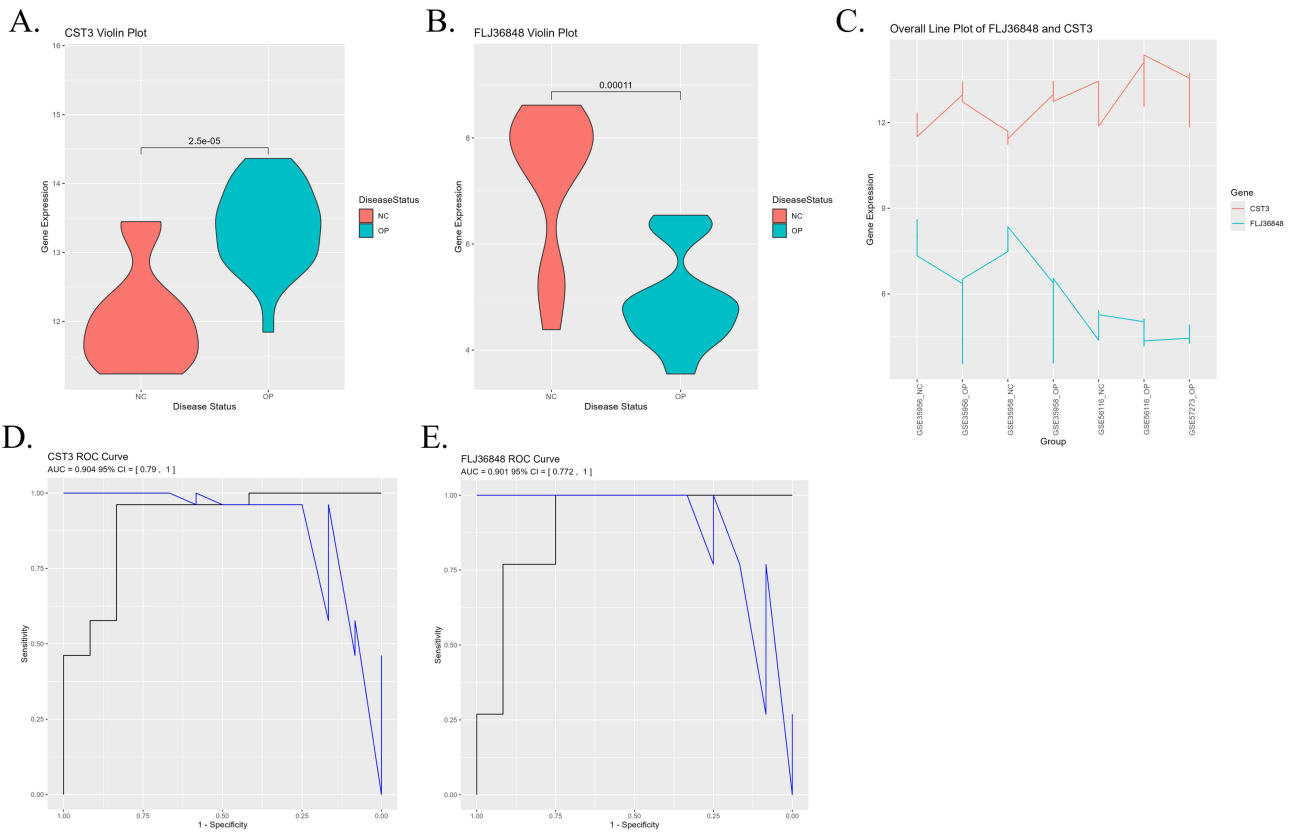 A.
CST3 Violin Plot
16
15
14
13
12
Gene Expression
2.5e-05
NC
OP
Disease Status
DiseaseStatus
NC
OP
B.
FLJ36848 Violin Plot
8
6
4
Gene Expression
0.00011
NC
OP
Disease Status
DiseaseStatus
NC
OP
C.
Overall Line Plot of FLJ36848 and CST3
12
9
6
Gene Expression
GSE35956_NC
GSE35956_OP
GSE35958_NC
GSE35958_OP
GSE56116_NC
GSE56116_OP
GSE57273_OP
Group
Gene
CST3
FLJ36848
D.
CST3 ROC Curve
AUC = 0.904 95% CI = [ 0.79 , 1 ]
1.00
0.75
0.50
0.25
0.00
Sensitivity
1.00 0.75 0.50 0.25 0.00
1 - Specificity
E.
FLJ36848 ROC Curve
AUC = 0.901 95% CI = [ 0.772 , 1 ]
1.00
0.75
0.50
0.25
0.00
Sensitivity
1.00 0.75 0.50 0.25 0.00
1 - Specificity